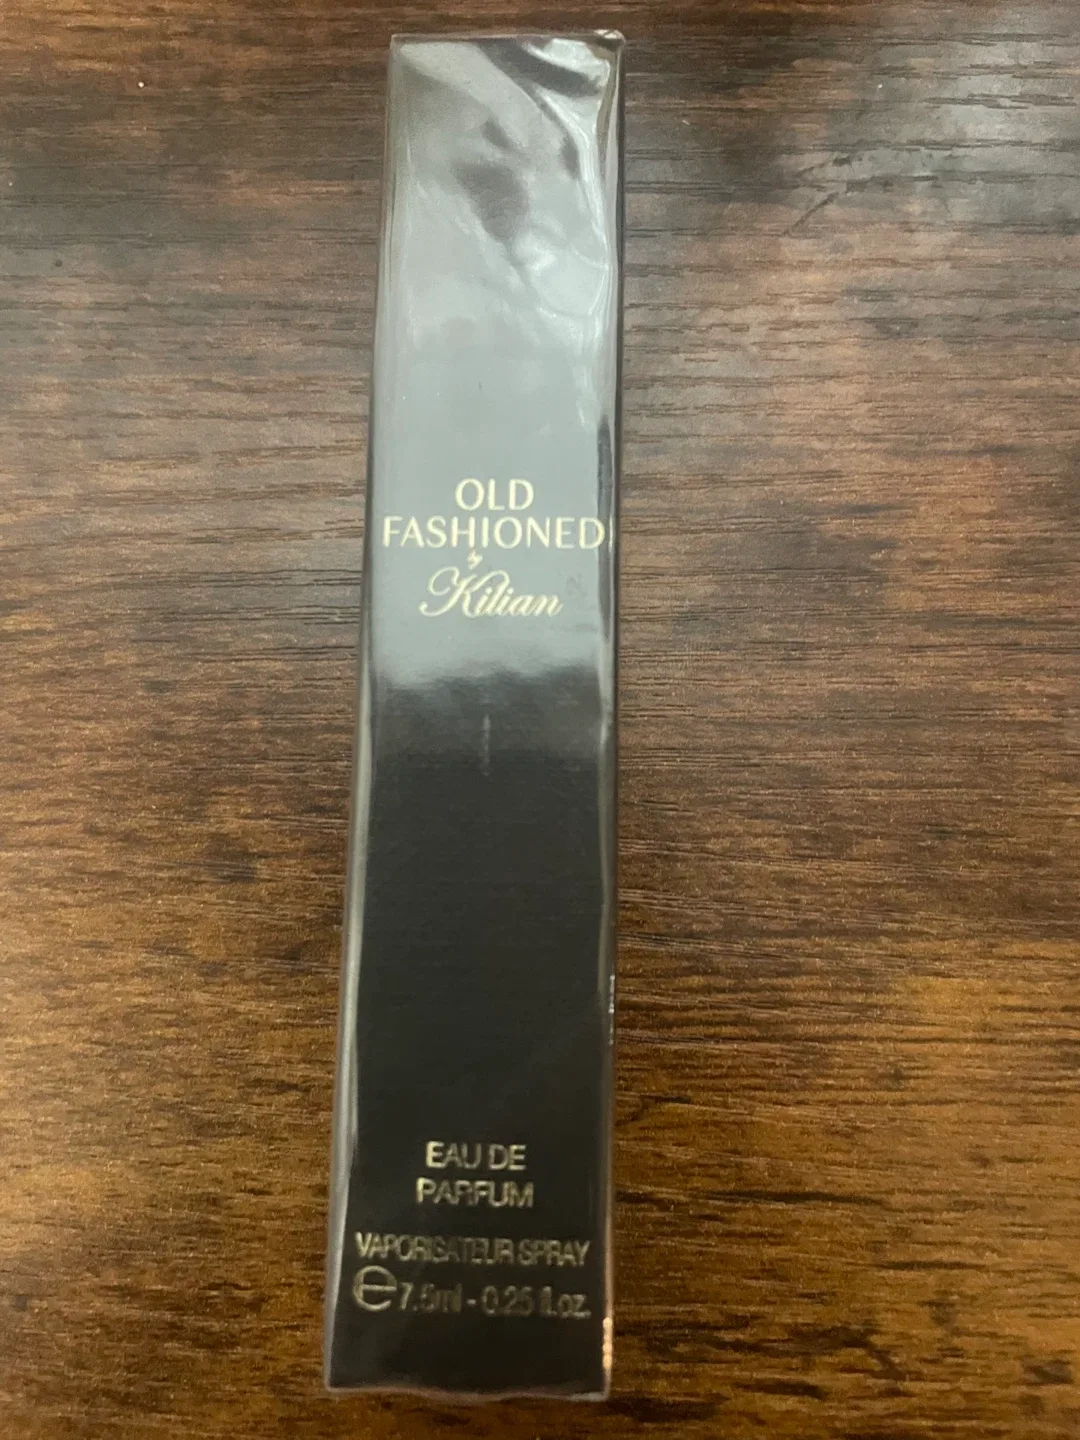 OLD
FASHIONED
by
Kilian
EAU DE
PARFUM
VAPORISATEUR SPRAY
℮ 7.5ml - 0.25 fl.oz.